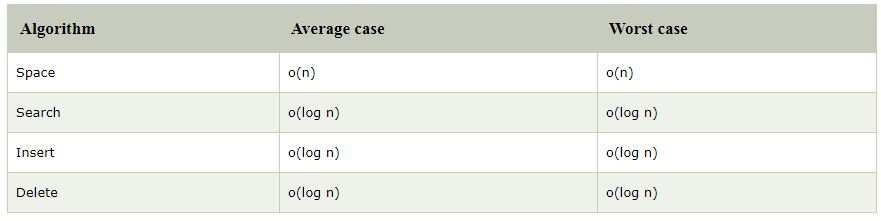 Algorithm Average case Worst case
Space o(n) o(n)
Search o(log n) o(log n)
Insert o(log n) o(log n)
Delete o(log n) o(log n)